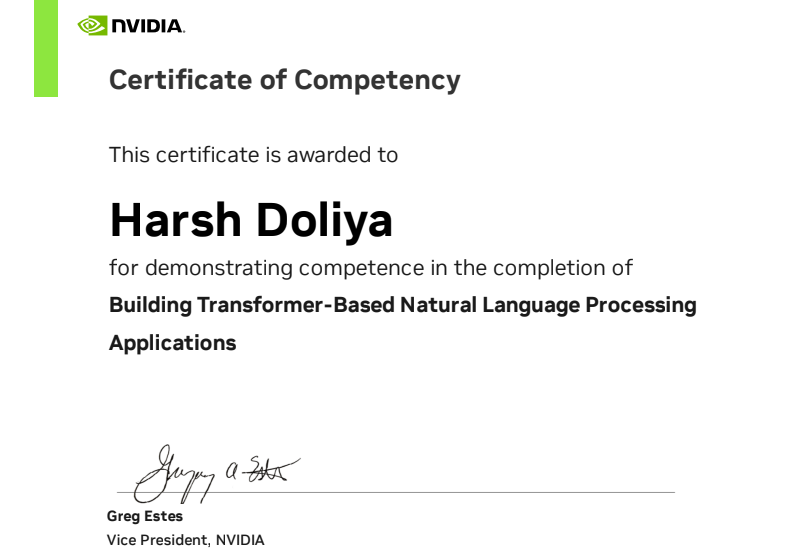 NVIDIA.
Certificate of Competency
This certificate is awarded to
Harsh Doliya
for demonstrating competence in the completion of
Building Transformer-Based Natural Language Processing
Applications
Gregory A Estes
Greg Estes
Vice President, NVIDIA